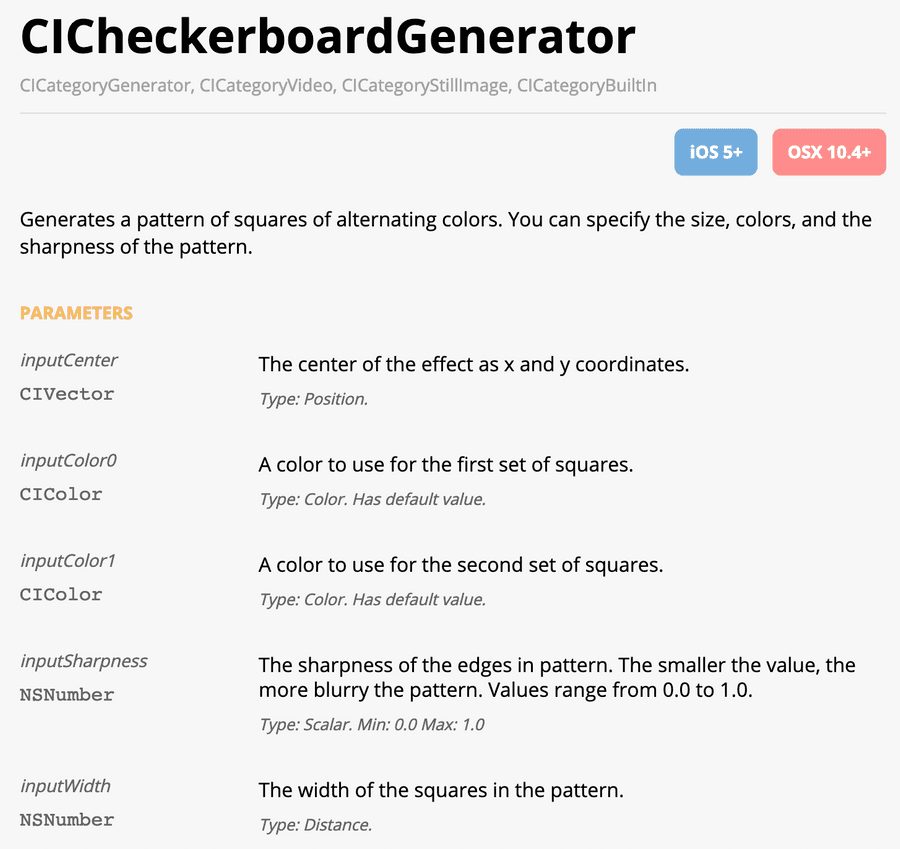 CICheckerboardGenerator
CICategoryGenerator, CICategoryVideo, CICategoryStillImage, CICategoryBuiltIn
iOS 5+ OSX 10.4+
Generates a pattern of squares of alternating colors. You can specify the size, colors, and the
sharpness of the pattern.
PARAMETERS
inputCenter
CIVector
The center of the effect as x and y coordinates.
Type: Position.
inputColor0
CIColor
A color to use for the first set of squares.
Type: Color. Has default value.
inputColor1
CIColor
A color to use for the second set of squares.
Type: Color. Has default value.
inputSharpness
NSNumber
The sharpness of the edges in pattern. The smaller the value, the
more blurry the pattern. Values range from 0.0 to 1.0.
Type: Scalar. Min: 0.0 Max: 1.0
inputWidth
NSNumber
The width of the squares in the pattern.
Type: Distance.